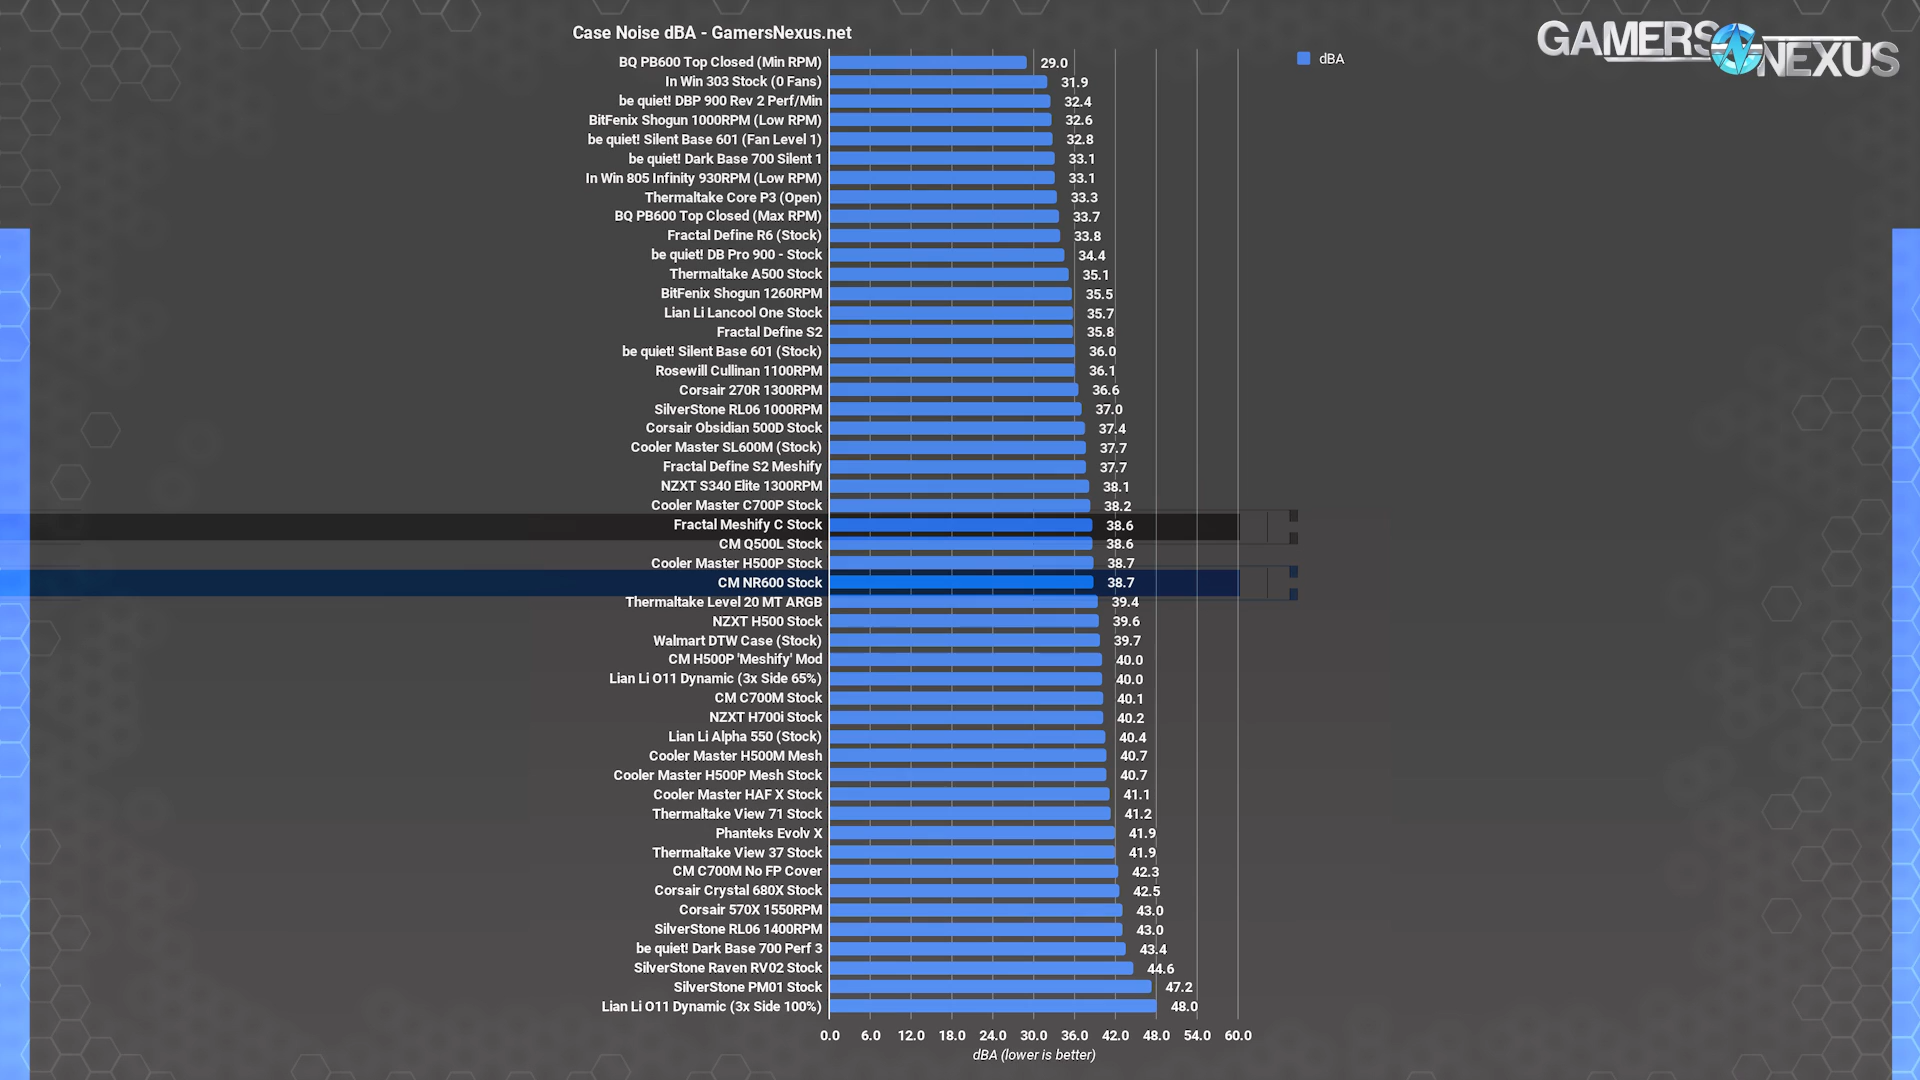 Case Noise dBA - GamersNexus.net
GAMERS NEXUS
dBA
BQ PB600 Top Closed (Min RPM) 29.0
In Win 303 Stock (0 Fans) 31.9
be quiet! DBP 900 Rev 2 Perf/Min 32.4
BitFenix Shogun 1000RPM (Low RPM) 32.6
be quiet! Silent Base 601 (Fan Level 1) 32.8
be quiet! Dark Base 700 Silent 1 33.1
In Win 805 Infinity 930RPM (Low RPM) 33.1
Thermaltake Core P3 (Open) 33.3
BQ PB600 Top Closed (Max RPM) 33.7
Fractal Define R6 (Stock) 33.8
be quiet! DB Pro 900 - Stock 34.4
Thermaltake A500 Stock 35.1
BitFenix Shogun 1260RPM 35.5
Lian Li Lancool One Stock 35.7
Fractal Define S2 35.8
be quiet! Silent Base 601 (Stock) 36.0
Rosewill Cullinan 1100RPM 36.1
Corsair 270R 1300RPM 36.6
SilverStone RL06 1000RPM 37.0
Corsair Obsidian 500D Stock 37.4
Cooler Master SL600M (Stock) 37.7
Fractal Define S2 Meshify 37.7
NZXT S340 Elite 1300RPM 38.1
Cooler Master C700P Stock 38.2
Fractal Meshify C Stock 38.6
CM Q500L Stock 38.6
Cooler Master H500P Stock 38.7
CM NR600 Stock 38.7
Thermaltake Level 20 MT ARGB 39.4
NZXT H500 Stock 39.6
Walmart DTW Case (Stock) 39.7
CM H500P 'Meshify' Mod 40.0
Lian Li O11 Dynamic (3x Side 65%) 40.0
CM C700M Stock 40.1
NZXT H700i Stock 40.2
Lian Li Alpha 550 (Stock) 40.4
Cooler Master H500M Mesh 40.7
Cooler Master H500P Mesh Stock 40.7
Cooler Master HAF X Stock 41.1
Thermaltake View 71 Stock 41.2
Phanteks Evolv X 41.9
Thermaltake View 37 Stock 41.9
CM C700M No FP Cover 42.3
Corsair Crystal 680X Stock 42.5
Corsair 570X 1550RPM 43.0
SilverStone RL06 1400RPM 43.0
be quiet! Dark Base 700 Perf 3 43.4
SilverStone Raven RV02 Stock 44.6
SilverStone PM01 Stock 47.2
Lian Li O11 Dynamic (3x Side 100%) 48.0
0.0 6.0 12.0 18.0 24.0 30.0 36.0 42.0 48.0 54.0 60.0
dBA (lower is better)